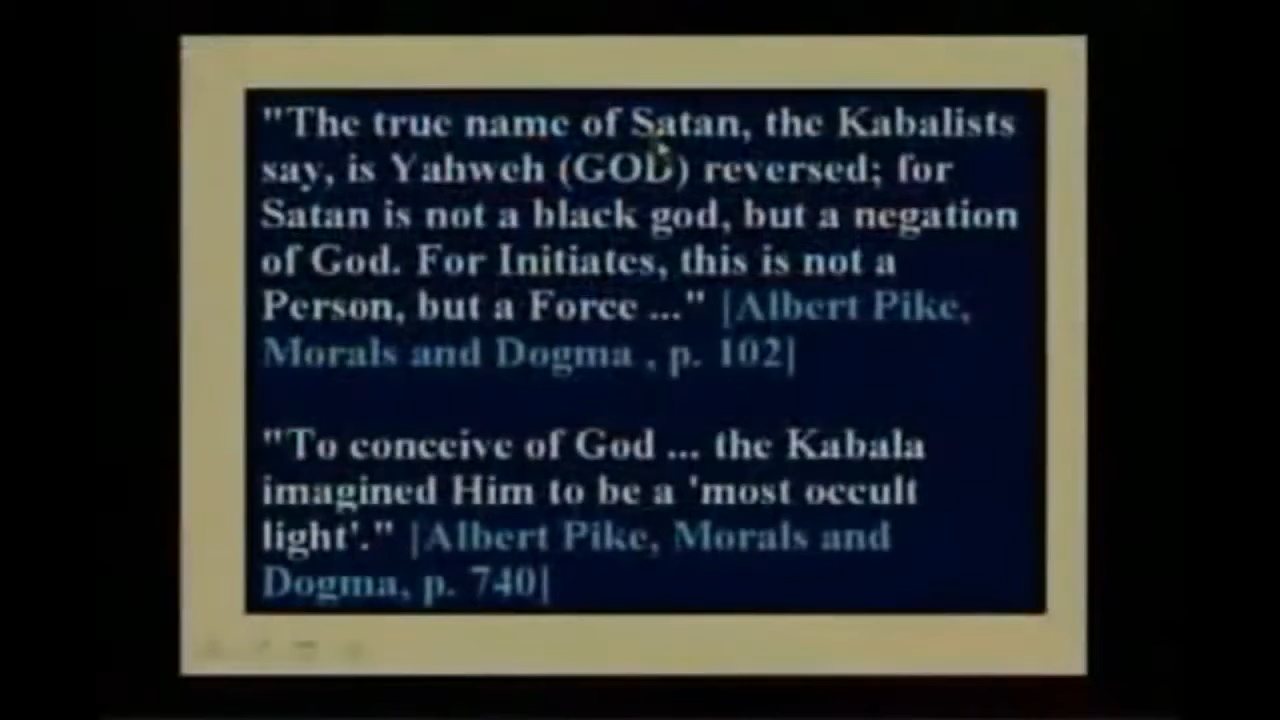 "The true name of Satan, the Kabalists
say, is Yahweh (GOD) reversed; for
Satan is not a black god, but a negation
of God. For Initiates, this is not a
Person, but a Force ..." [Albert Pike,
Morals and Dogma , p. 102]
"To conceive of God ... the Kabala
imagined Him to be a 'most occult
light'." [Albert Pike, Morals and
Dogma, p. 740]